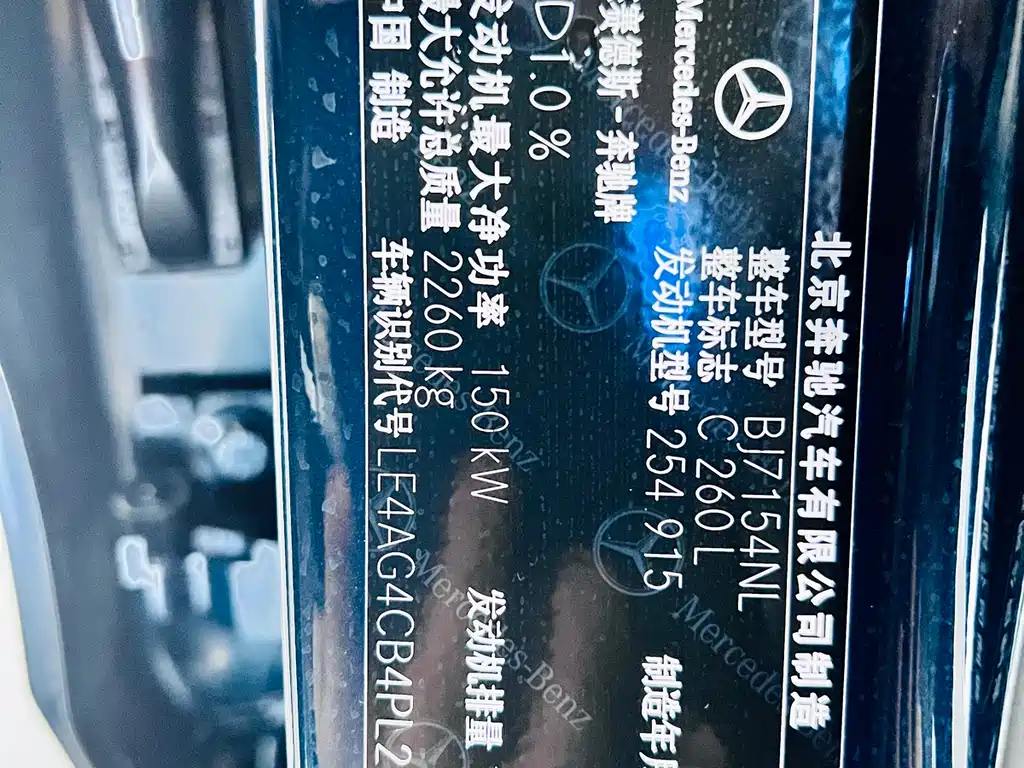 北京奔驰汽车有限公司制造
Mercedes-Benz
整车型号 BJ7154NL
整车标志 C 260 L
梅赛德斯-奔驰牌
发动机型号 254 915 制造年月
1.0 %
发动机最大净功率 150kW 发动机排量
最大允许总质量 2260 kg
中国 制造 车辆识别代号 LE4AG4CB4PL2